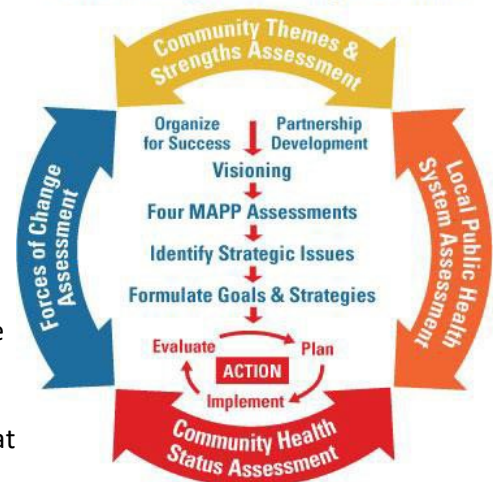 Community Themes &
Strengths Assessment
Organize
for Success
Partnership
Development
Visioning
Four MAPP Assessments
Identify Strategic Issues
Formulate Goals & Strategies
Evaluate
Plan
ACTION
Implement
Forces of Change
Assessment
Local Public Health
System Assessment
Community Health
Status Assessment
e
at